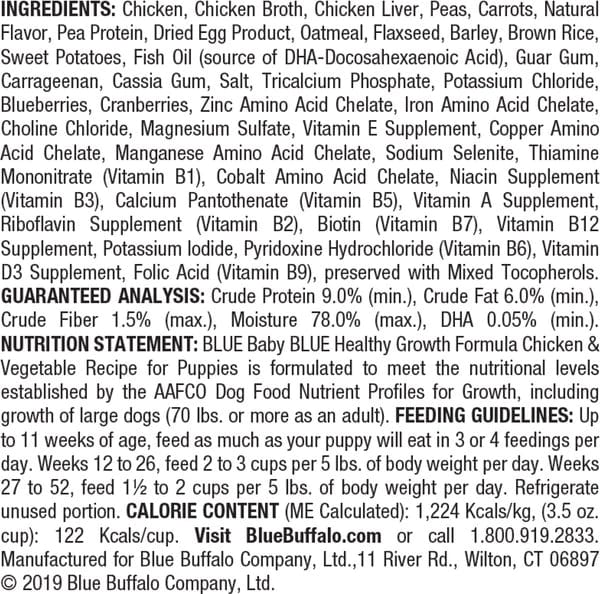 INGREDIENTS: Chicken, Chicken Broth, Chicken Liver, Peas, Carrots, Natural
Flavor, Pea Protein, Dried Egg Product, Oatmeal, Flaxseed, Barley, Brown Rice,
Sweet Potatoes, Fish Oil (source of DHA-Docosahexaenoic Acid), Guar Gum,
Carrageenan, Cassia Gum, Salt, Tricalcium Phosphate, Potassium Chloride,
Blueberries, Cranberries, Zinc Amino Acid Chelate, Iron Amino Acid Chelate,
Choline Chloride, Magnesium Sulfate, Vitamin E Supplement, Copper Amino
Acid Chelate, Manganese Amino Acid Chelate, Sodium Selenite, Thiamine
Mononitrate (Vitamin B1), Cobalt Amino Acid Chelate, Niacin Supplement
(Vitamin B3), Calcium Pantothenate (Vitamin B5), Vitamin A Supplement,
Riboflavin Supplement (Vitamin B2), Biotin (Vitamin B7), Vitamin B12
Supplement, Potassium Iodide, Pyridoxine Hydrochloride (Vitamin B6), Vitamin
D3 Supplement, Folic Acid (Vitamin B9), preserved with Mixed Tocopherols.
GUARANTEED ANALYSIS: Crude Protein 9.0% (min.), Crude Fat 6.0% (min.),
Crude Fiber 1.5% (max.), Moisture 78.0% (max.), DHA 0.05% (min.).
NUTRITION STATEMENT: BLUE Baby BLUE Healthy Growth Formula Chicken &
Vegetable Recipe for Puppies is formulated to meet the nutritional levels
established by the AAFCO Dog Food Nutrient Profiles for Growth, including
growth of large dogs (70 lbs. or more as an adult). FEEDING GUIDELINES: Up
to 11 weeks of age, feed as much as your puppy will eat in 3 or 4 feedings per
day. Weeks 12 to 26, feed 2 to 3 cups per 5 lbs. of body weight per day. Weeks
27 to 52, feed 1½ to 2 cups per 5 lbs. of body weight per day. Refrigerate
unused portion. CALORIE CONTENT (ME Calculated): 1,224 Kcals/kg, (3.5 oz.
cup): 122 Kcals/cup. Visit BlueBuffalo.com or call 1.800.919.2833.
Manufactured for Blue Buffalo Company, Ltd.,11 River Rd., Wilton, CT 06897
© 2019 Blue Buffalo Company, Ltd.